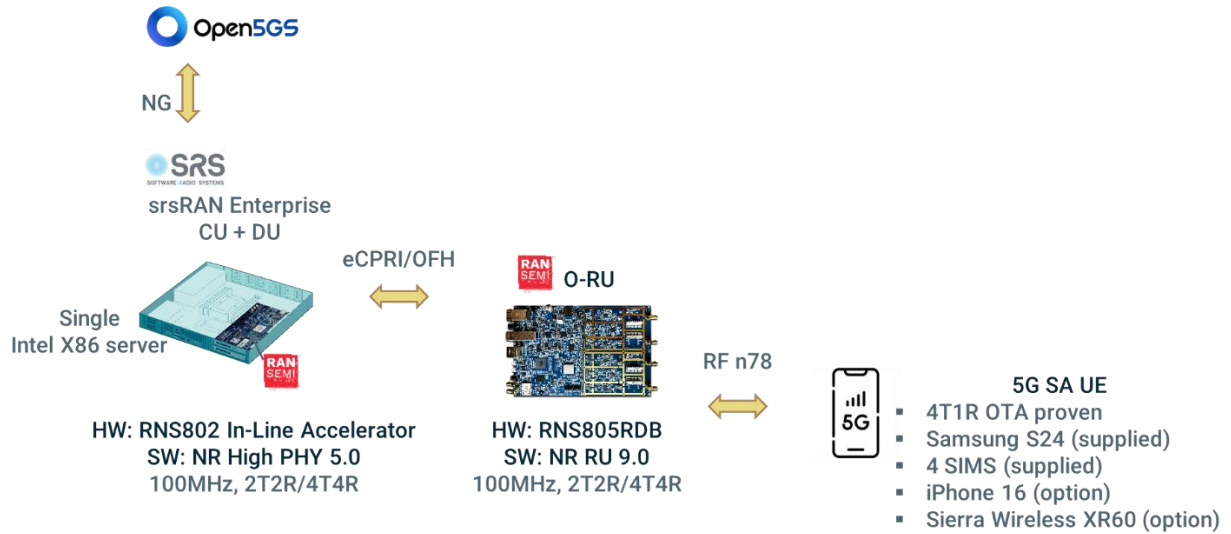 Open5GS
NG
SRS
SOFTWARE RADIO SYSTEMS
srsRAN Enterprise
CU + DU
eCPRI/OFH
RAN
SEMI
O-RU
Single
Intel X86 server
RAN
SEMI
RF n78
5G
5G SA UE
▪ 4T1R OTA proven
▪ Samsung S24 (supplied)
▪ 4 SIMS (supplied)
▪ iPhone 16 (option)
▪ Sierra Wireless XR60 (option)
HW: RNS802 In-Line Accelerator
SW: NR High PHY 5.0
100MHz, 2T2R/4T4R
HW: RNS805RDB
SW: NR RU 9.0
100MHz, 2T2R/4T4R